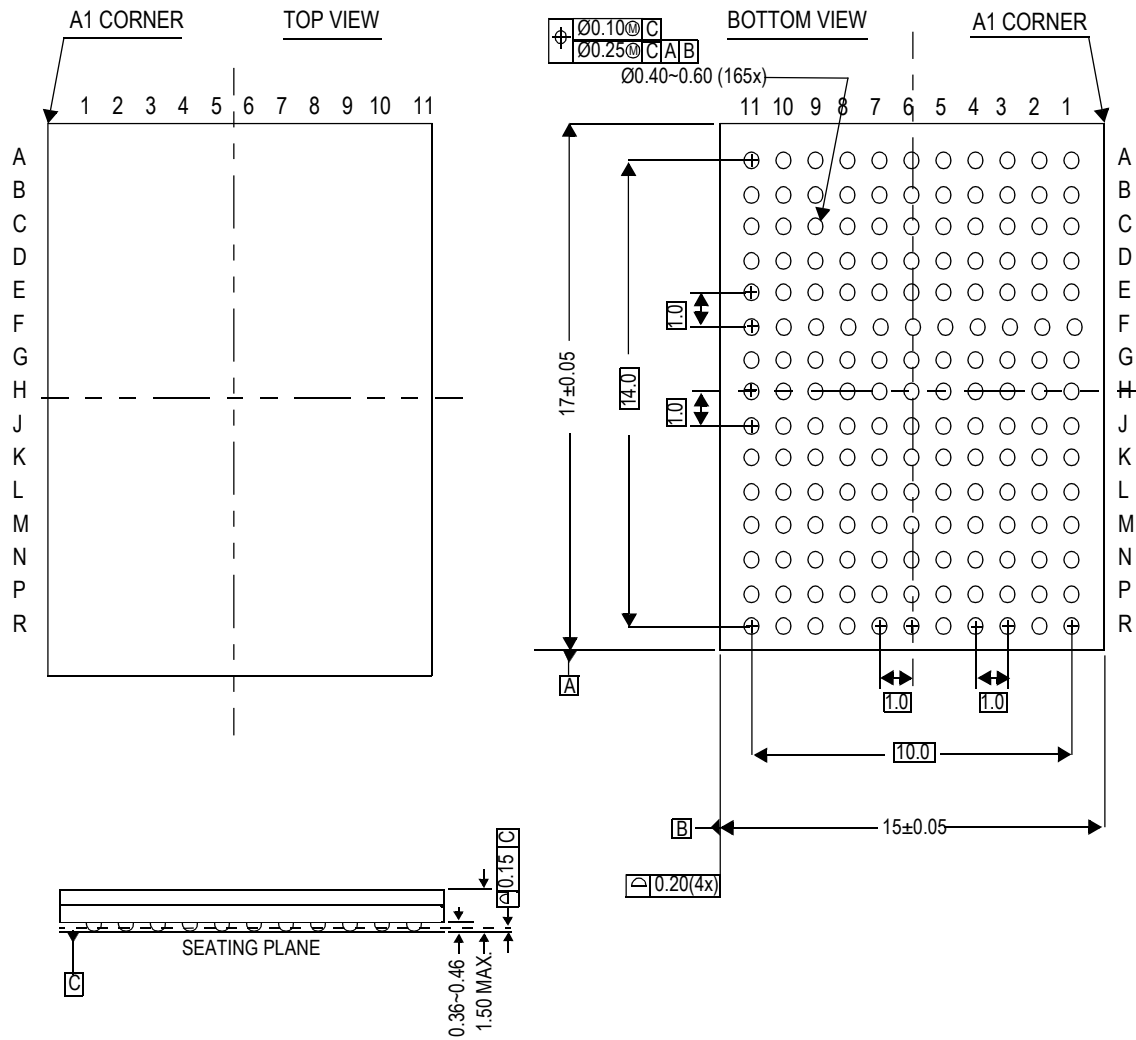 A1 CORNER
TOP VIEW
BOTTOM VIEW
A1 CORNER
Ø0.10Ⓜ C
Ø0.25Ⓜ C A B
Ø0.40~0.60 (165x)
1 2 3 4 5 6 7 8 9 10 11
11 10 9 8 7 6 5 4 3 2 1
A
B
C
D
E
F
G
H
J
K
L
M
N
P
R
A
B
C
D
E
F
G
H
J
K
L
M
N
P
R
17±0.05
14.0
1.0
1.0
A
1.0
1.0
10.0
B
15±0.05
0.20(4x)
0.15 C
SEATING PLANE
C
0.36~0.46
1.50 MAX.